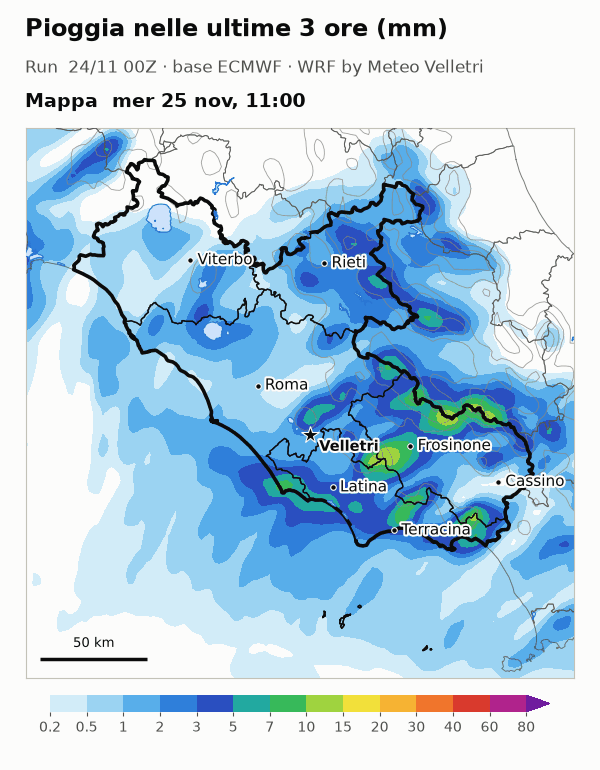 Pioggia nelle ultime 3 ore (mm)
Run  24/11 00Z · base ECMWF · WRF by Meteo Velletri
Mappa  mer 25 nov, 11:00
Viterbo
Rieti
Roma
Velletri
Frosinone
Cassino
Latina
Terracina
50 km
0.2 0.5 1 2 3 5 7 10 15 20 30 40 60 80